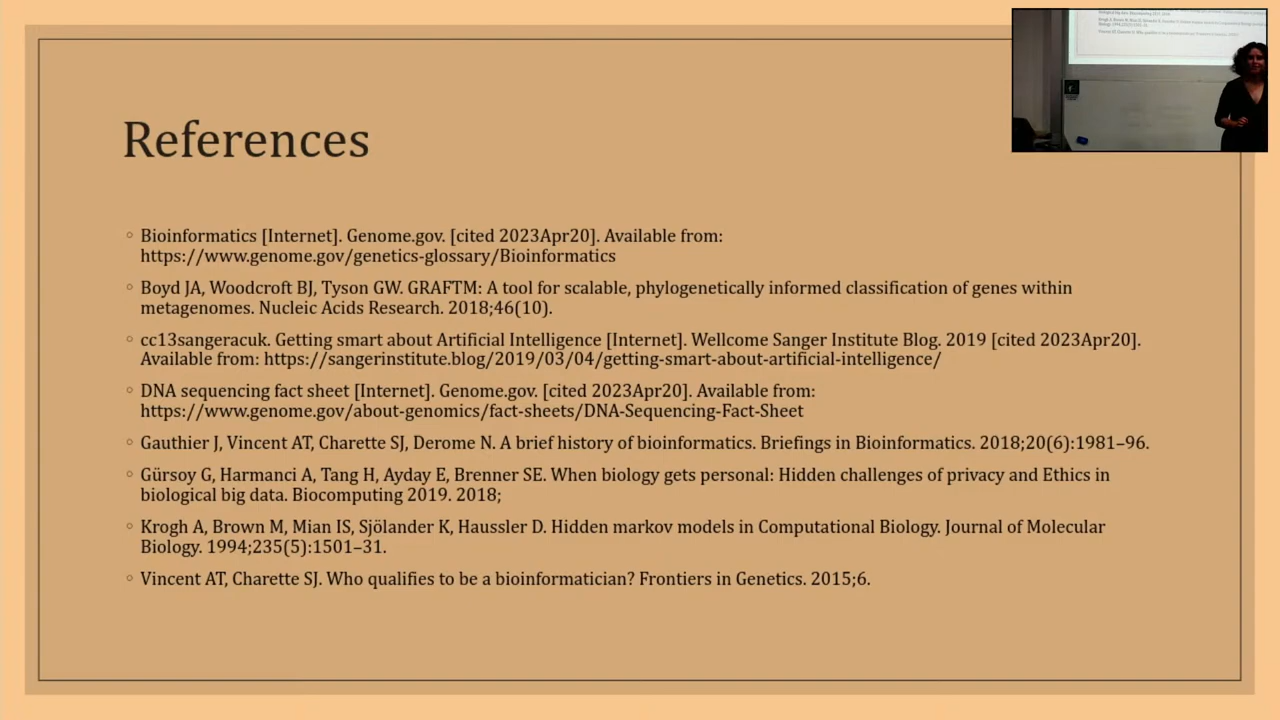 References
Bioinformatics [Internet]. Genome.gov. [cited 2023Apr20]. Available from:
https://www.genome.gov/genetics-glossary/Bioinformatics
Boyd JA, Woodcroft BJ, Tyson GW. GRAFTM: A tool for scalable, phylogenetically informed classification of genes within
metagenomes. Nucleic Acids Research. 2018;46(10).
cc13sangeracuk. Getting smart about Artificial Intelligence [Internet]. Wellcome Sanger Institute Blog. 2019 [cited 2023Apr20].
Available from: https://sangerinstitute.blog/2019/03/04/getting-smart-about-artificial-intelligence/
DNA sequencing fact sheet [Internet]. Genome.gov. [cited 2023Apr20]. Available from:
https://www.genome.gov/about-genomics/fact-sheets/DNA-Sequencing-Fact-Sheet
Gauthier J, Vincent AT, Charette SJ, Derome N. A brief history of bioinformatics. Briefings in Bioinformatics. 2018;20(6):1981–96.
Gürsoy G, Harmanci A, Tang H, Ayday E, Brenner SE. When biology gets personal: Hidden challenges of privacy and Ethics in
biological big data. Biocomputing 2019. 2018;
Krogh A, Brown M, Mian IS, Sjölander K, Haussler D. Hidden markov models in Computational Biology. Journal of Molecular
Biology. 1994;235(5):1501–31.
Vincent AT, Charette SJ. Who qualifies to be a bioinformatician? Frontiers in Genetics. 2015;6.